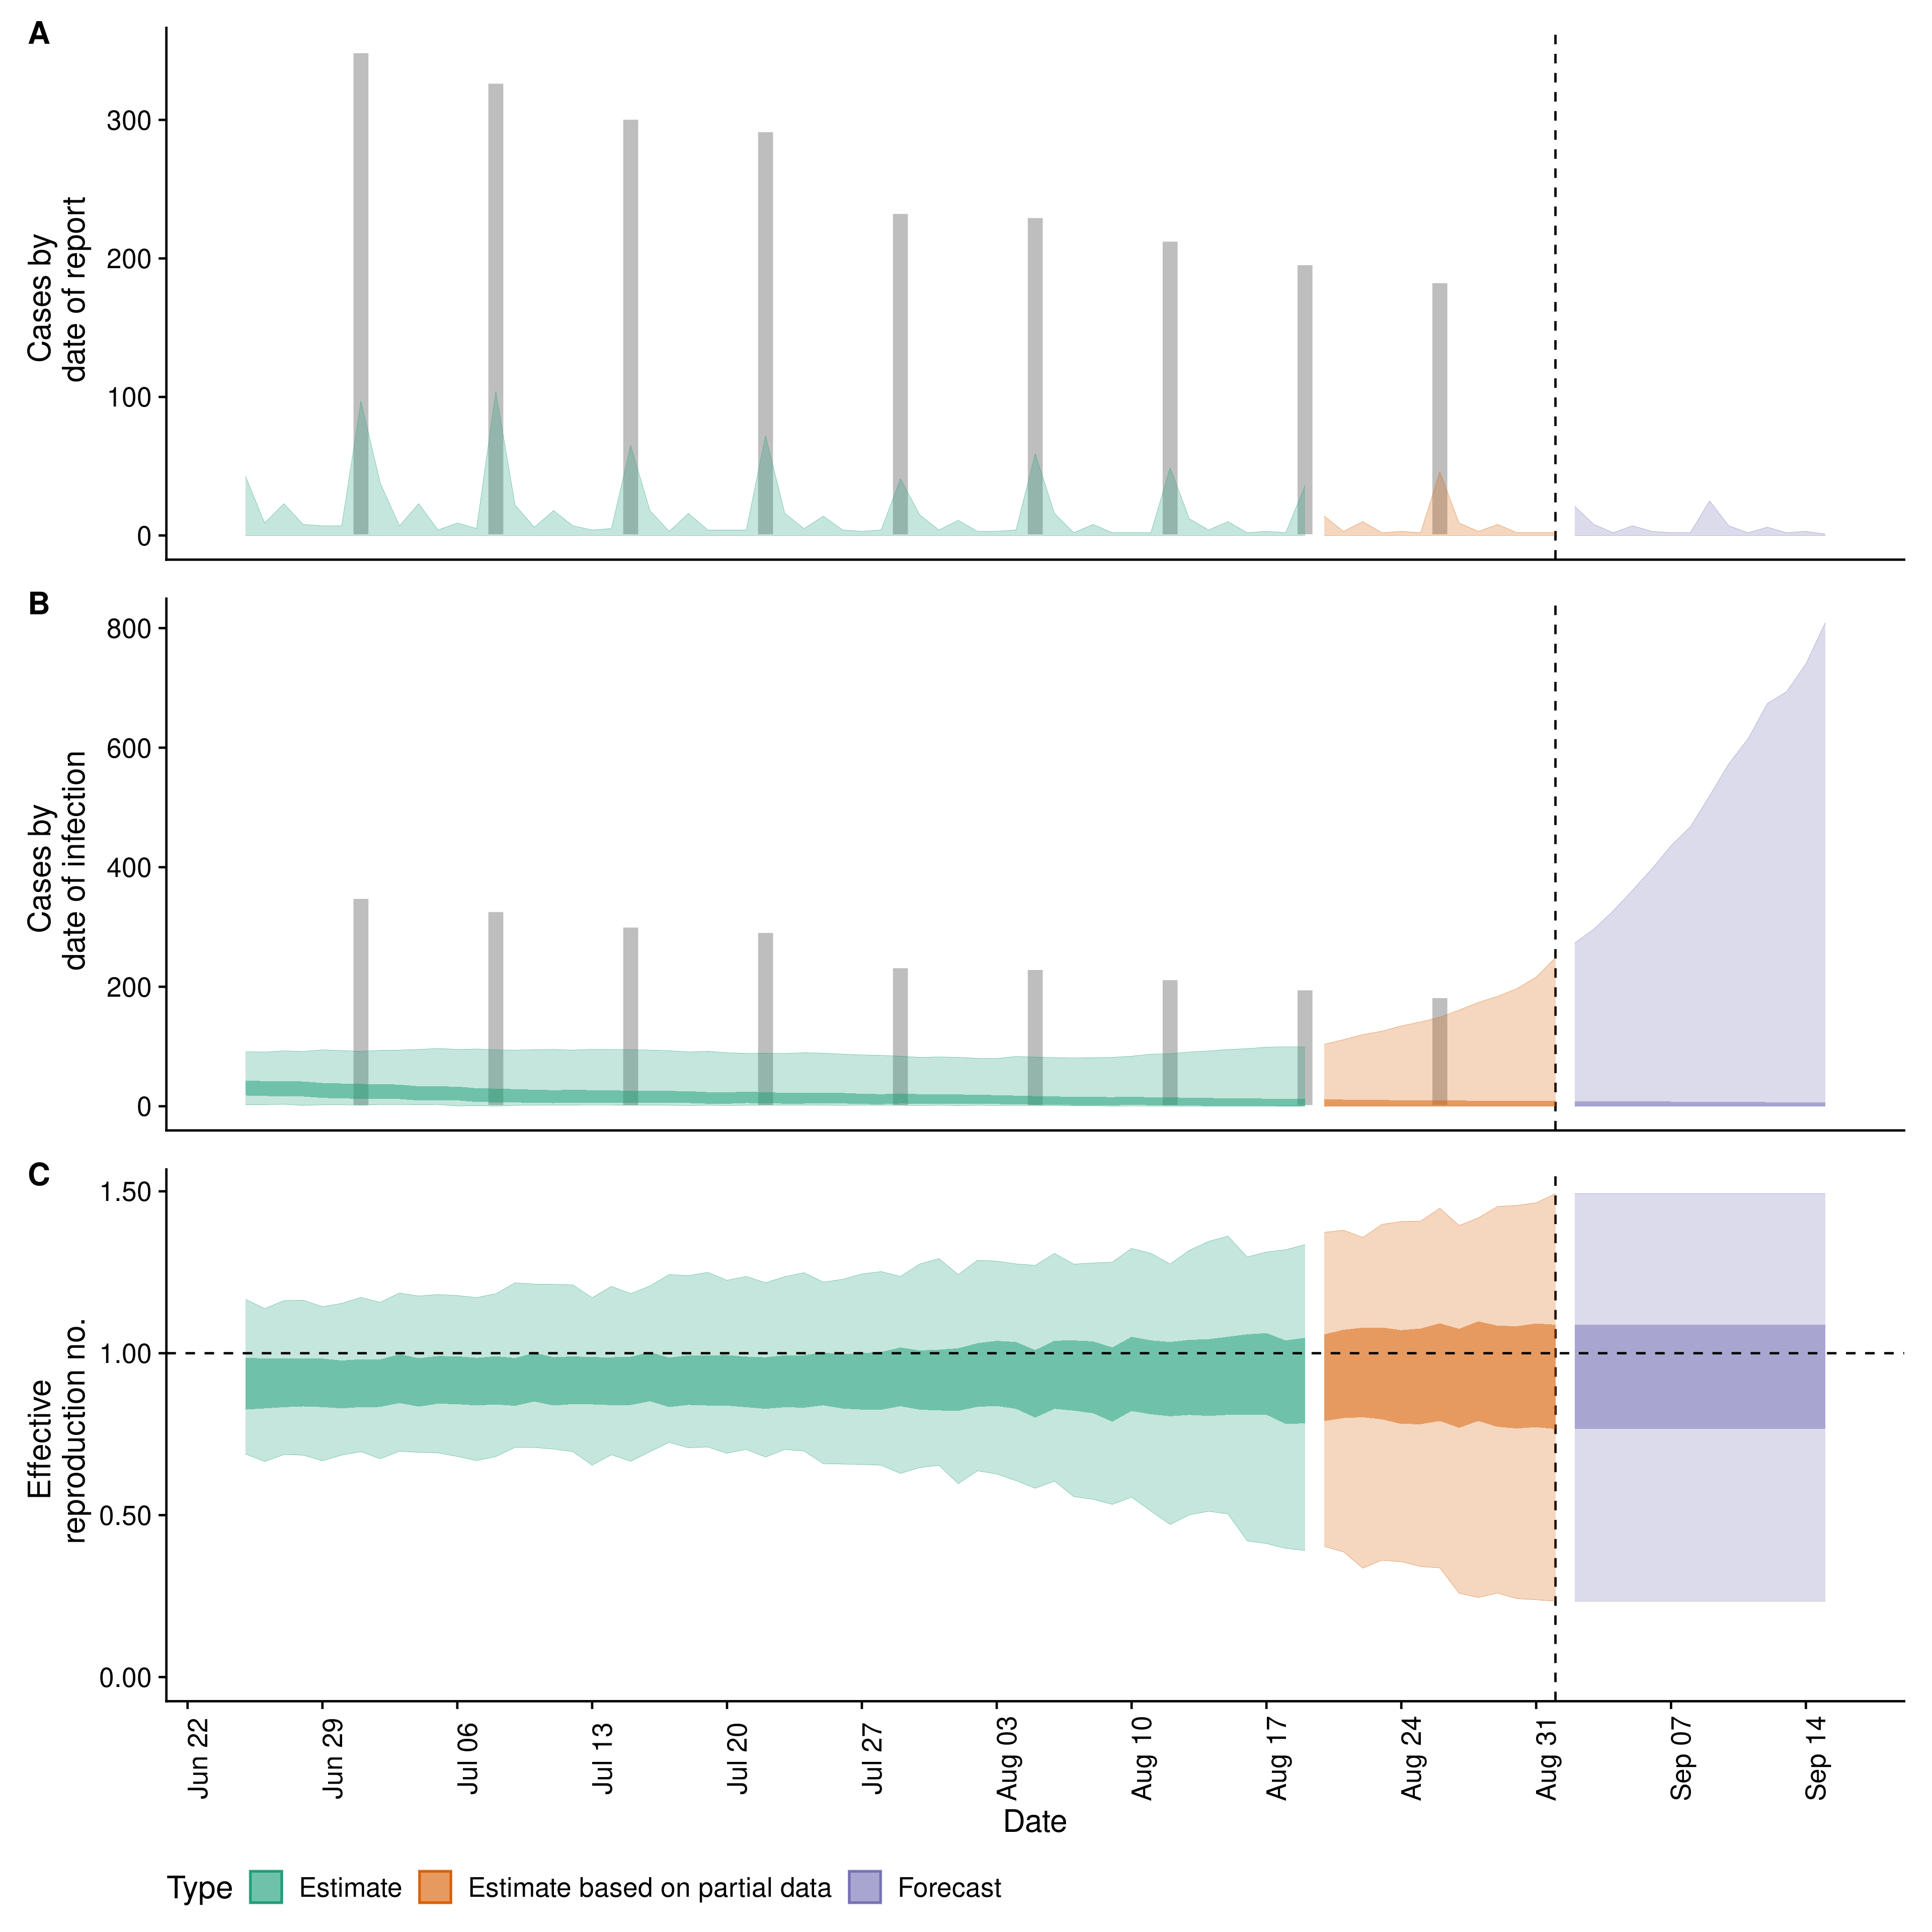 A
Cases by
date of report
300
200
100
0
B
Cases by
date of infection
800
600
400
200
0
C
Effective
reproduction no.
1.50
1.00
0.50
0.00
Jun 22
Jun 29
Jul 06
Jul 13
Jul 20
Jul 27
Aug 03
Aug 10
Aug 17
Aug 24
Aug 31
Sep 07
Sep 14
Date
Type Estimate Estimate based on partial data Forecast